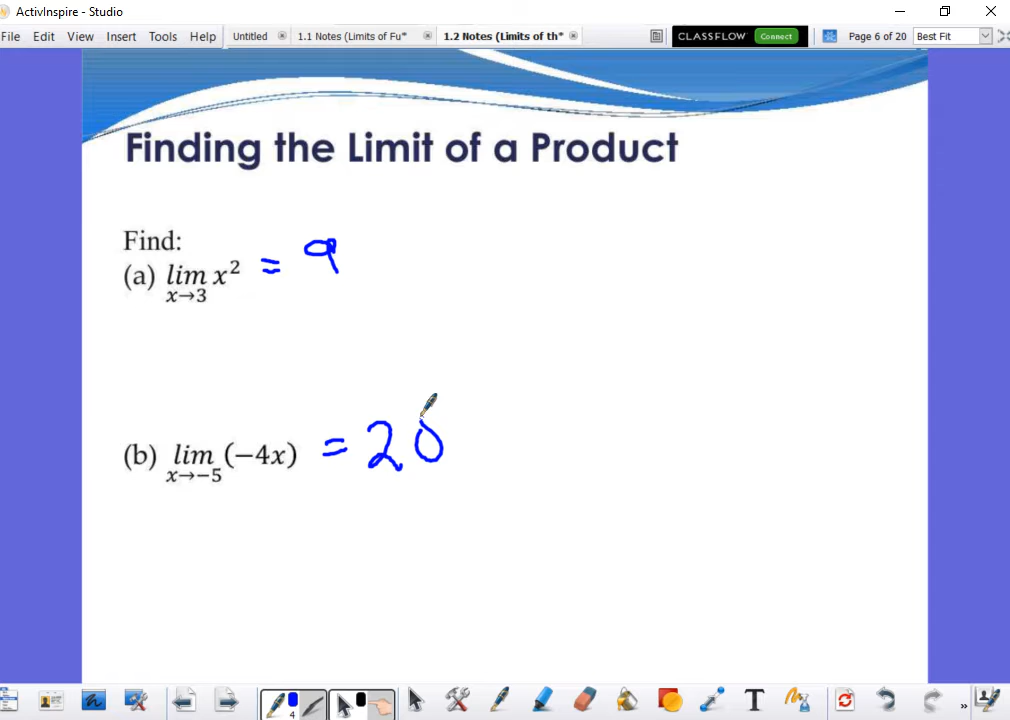 ActivInspire - Studio
File Edit View Insert Tools Help Untitled 1.1 Notes (Limits of Fu* 1.2 Notes (Limits of th* CLASSFLOW Connect Page 6 of 20 Best Fit
Finding the Limit of a Product
Find:
(a) lim x→3 x² = 9
(b) lim x→−5 (−4x) = 20
4 T »